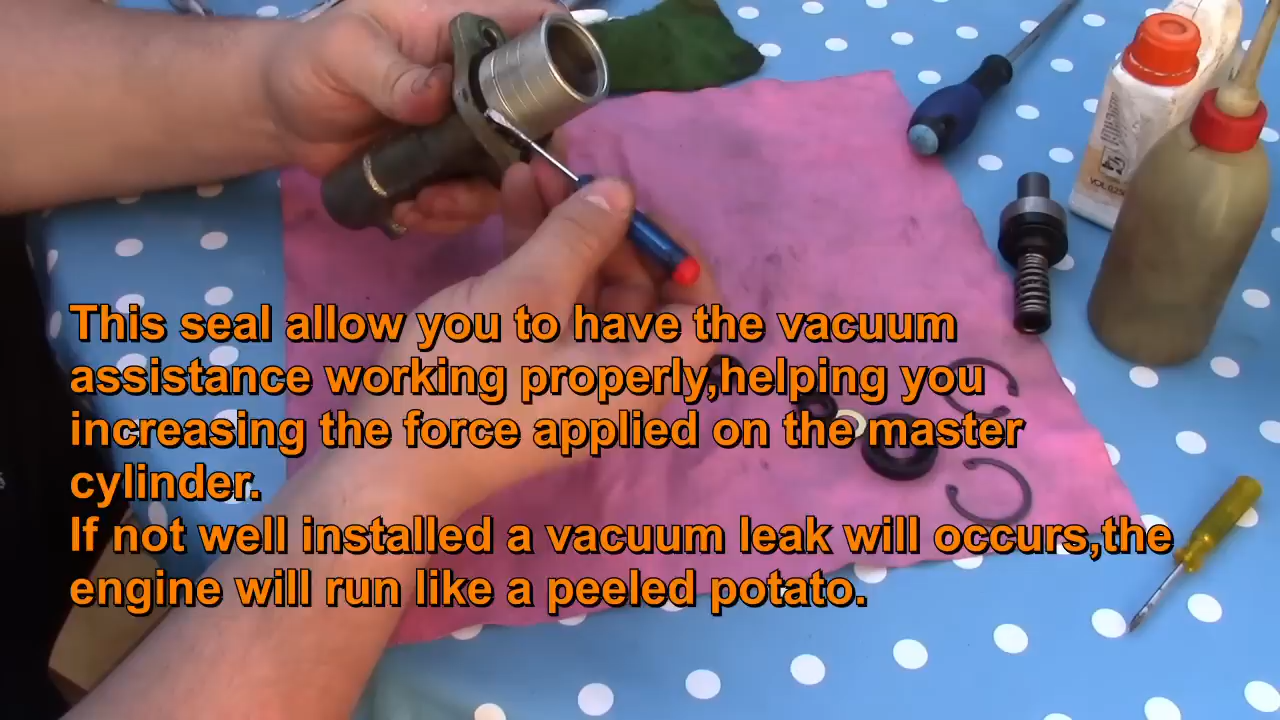 This seal allow you to have the vacuum
assistance working properly,helping you
increasing the force applied on the master
cylinder.
If not well installed a vacuum leak will occurs,the
engine will run like a peeled potato.